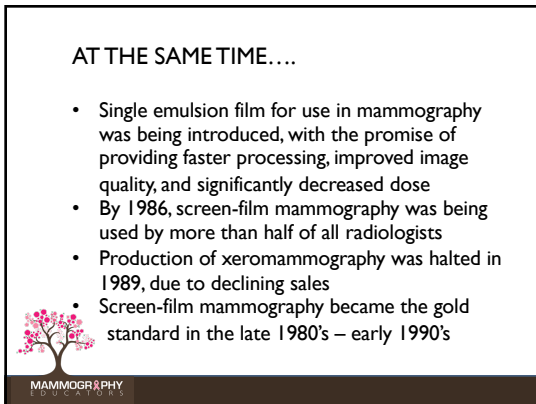 AT THE SAME TIME….
• Single emulsion film for use in mammography
was being introduced, with the promise of
providing faster processing, improved image
quality, and significantly decreased dose
• By 1986, screen-film mammography was being
used by more than half of all radiologists
• Production of xeromammography was halted in
1989, due to declining sales
• Screen-film mammography became the gold
standard in the late 1980's – early 1990's
MAMMOGRAPHY
EDUCATORS